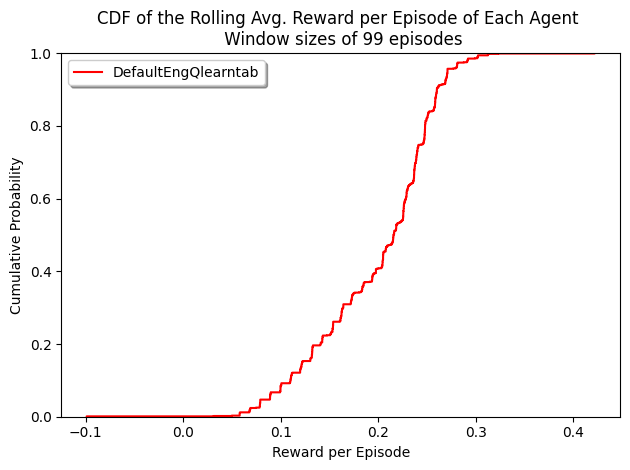 CDF of the Rolling Avg. Reward per Episode of Each Agent
Window sizes of 99 episodes
DefaultEngQlearntab
Cumulative Probability
1.0
0.8
0.6
0.4
0.2
0.0
−0.1
0.0
0.1
0.2
0.3
0.4
Reward per Episode